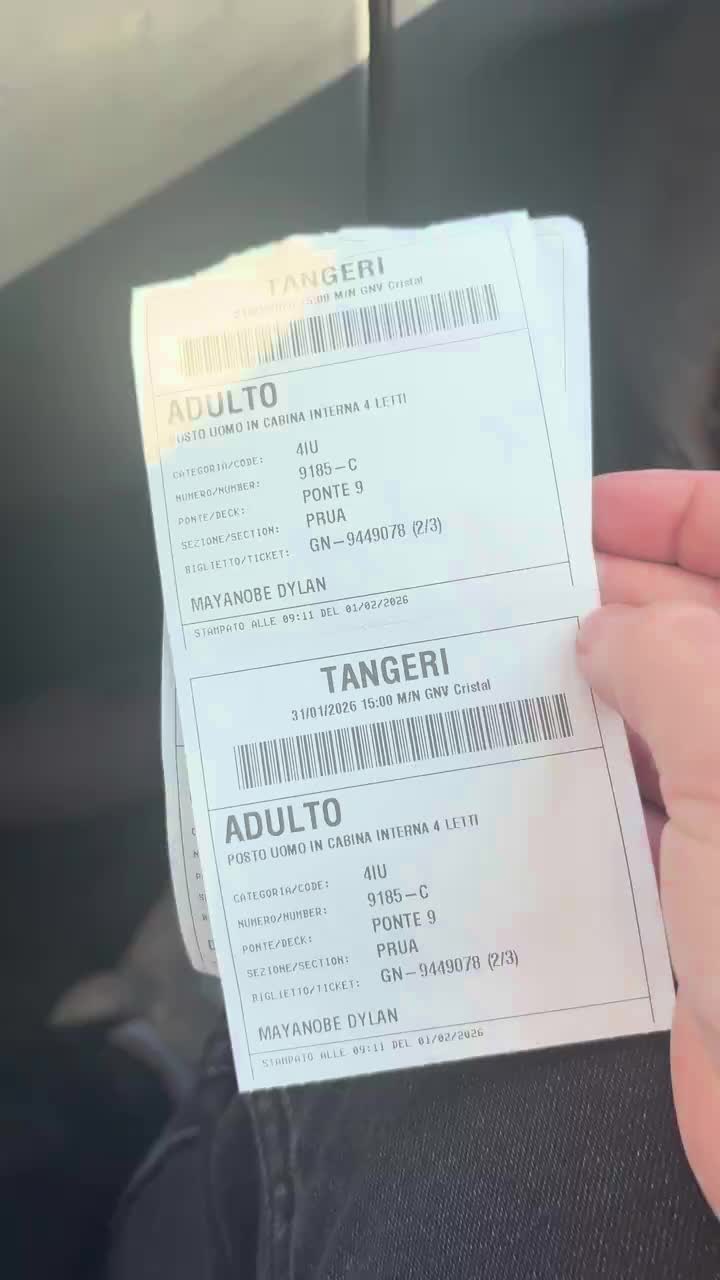 TANGERI
15:00 M/N GNV Cristal
ADULTO
POSTO UOMO IN CABINA INTERNA 4 LETTI
CATEGORIA/CODE: 4IU
NUMERO/NUMBER: 9185-C
PONTE/DECK: PONTE 9
SEZIONE/SECTION: PRUA
BIGLIETTO/TICKET: GN-9449078 (2/3)
MAYANOBE DYLAN
STAMPATO ALLE 09:11 DEL 01/02/2026
TANGERI
31/01/2026 15:00 M/N GNV Cristal
ADULTO
POSTO UOMO IN CABINA INTERNA 4 LETTI
CATEGORIA/CODE: 4IU
NUMERO/NUMBER: 9185-C
PONTE/DECK: PONTE 9
SEZIONE/SECTION: PRUA
BIGLIETTO/TICKET: GN-9449078 (2/3)
MAYANOBE DYLAN
STAMPATO ALLE 09:11 DEL 01/02/2026